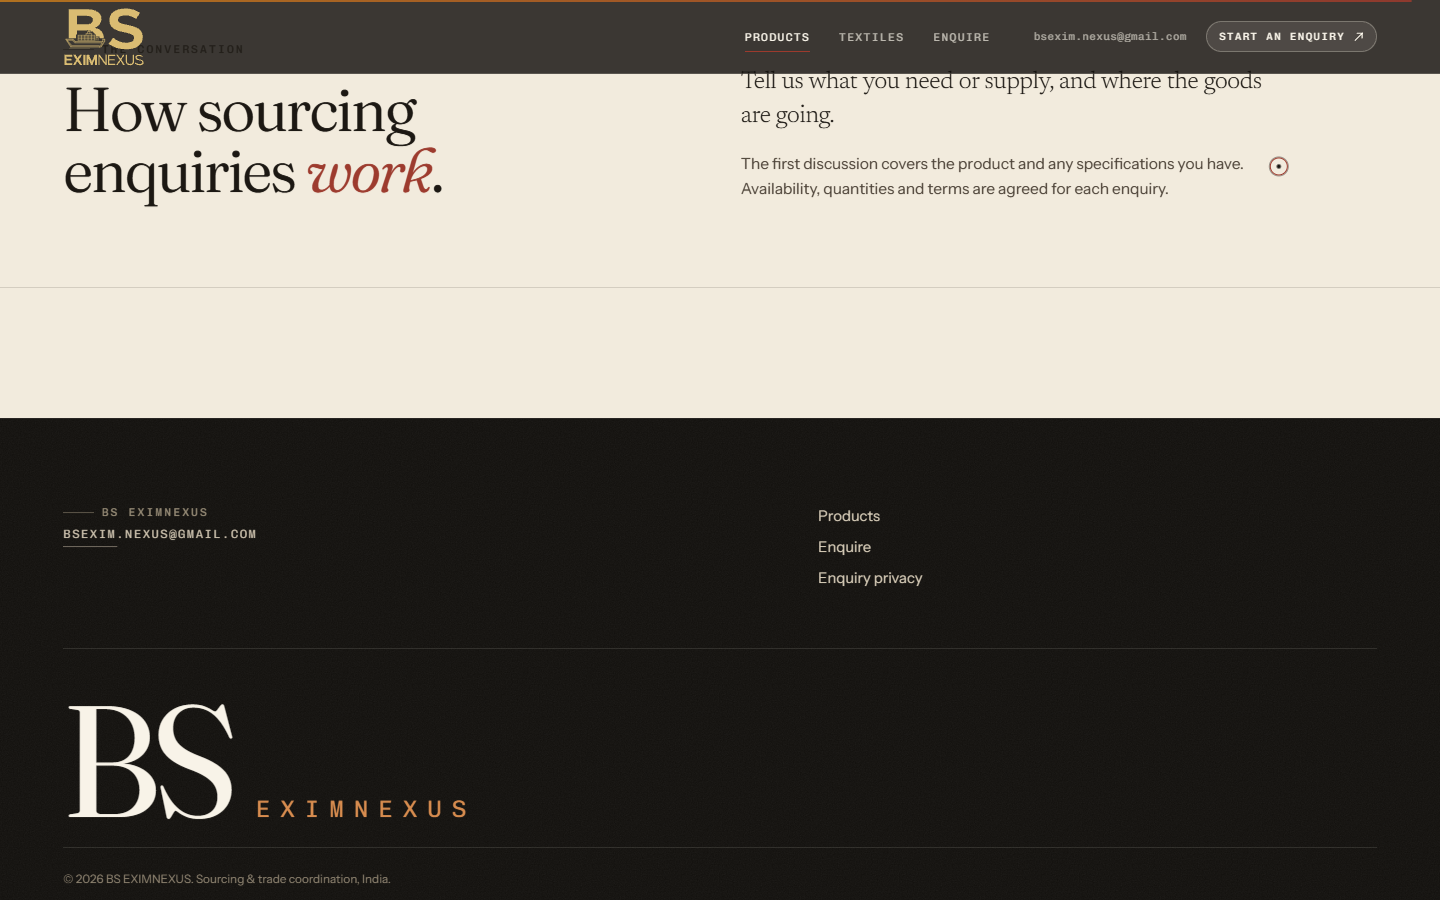 BS
EXIMNEXUS
THE CONVERSATION
PRODUCTS TEXTILES ENQUIRE bsexim.nexus@gmail.com START AN ENQUIRY
How sourcing
enquiries work.
Tell us what you need or supply, and where the goods
are going.
The first discussion covers the product and any specifications you have.
Availability, quantities and terms are agreed for each enquiry.
BS EXIMNEXUS
BSEXIM.NEXUS@GMAIL.COM
Products
Enquire
Enquiry privacy
BS EXIMNEXUS
© 2026 BS EXIMNEXUS. Sourcing & trade coordination, India.